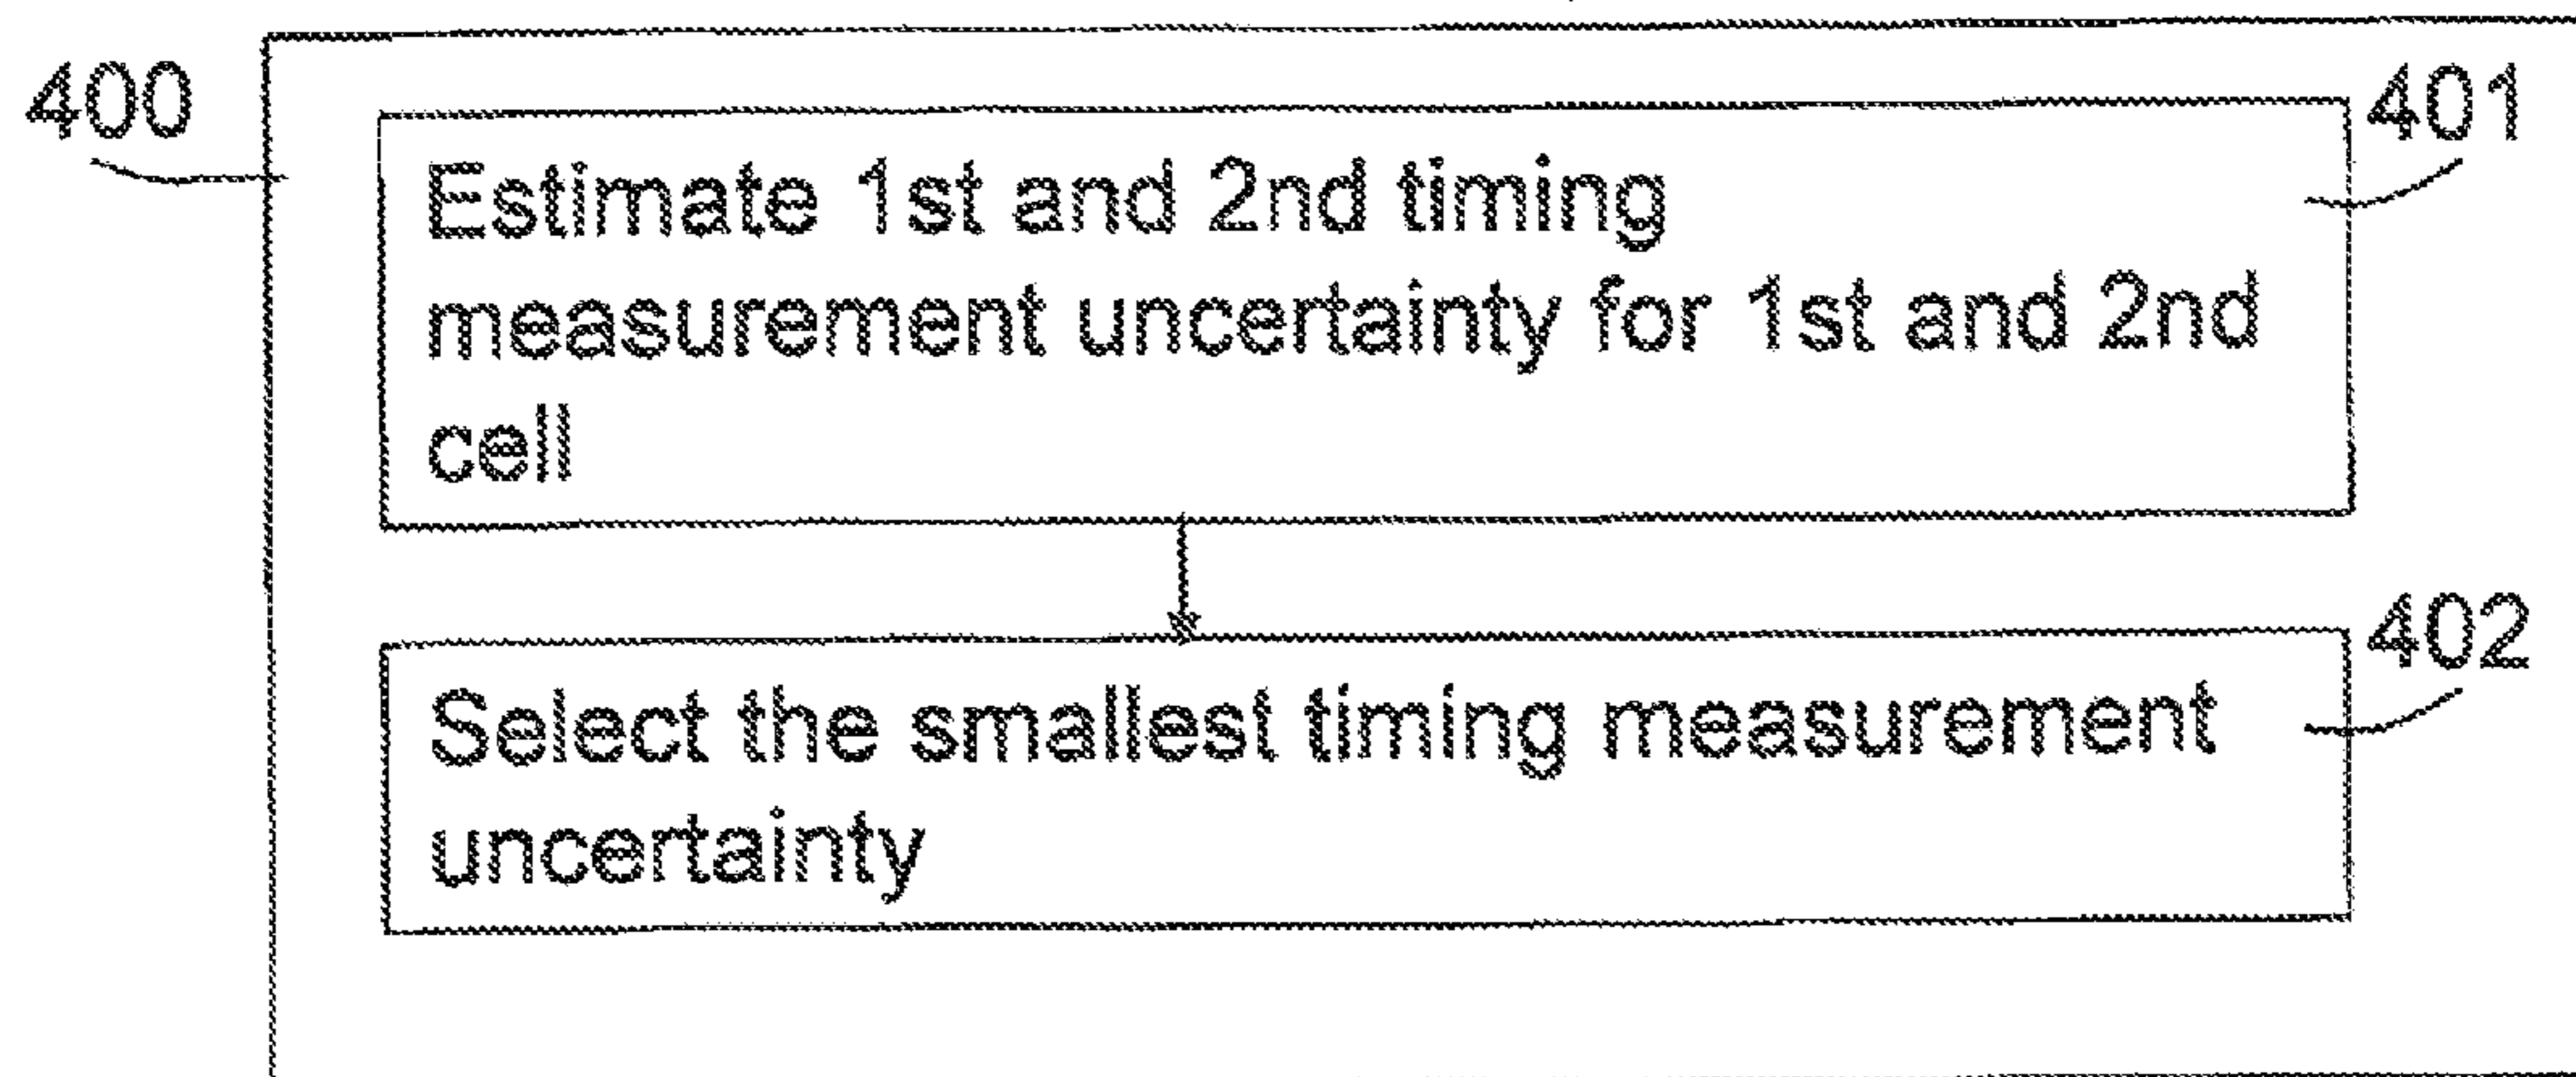 400
401
Estimate 1st and 2nd timing
measurement uncertainty for 1st and 2nd
cell
402
Select the smallest timing measurement
uncertainty